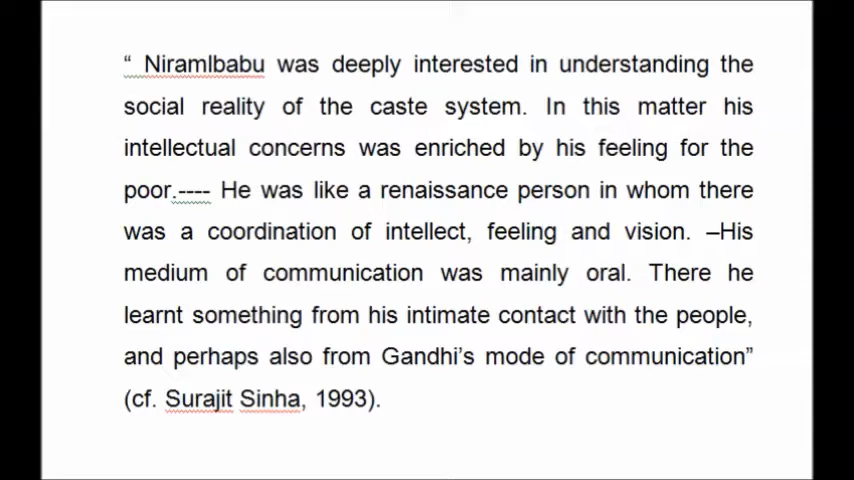 “ Niramlbabu was deeply interested in understanding the
social reality of the caste system. In this matter his
intellectual concerns was enriched by his feeling for the
poor.---- He was like a renaissance person in whom there
was a coordination of intellect, feeling and vision. –His
medium of communication was mainly oral. There he
learnt something from his intimate contact with the people,
and perhaps also from Gandhi’s mode of communication”
(cf. Surajit Sinha, 1993).